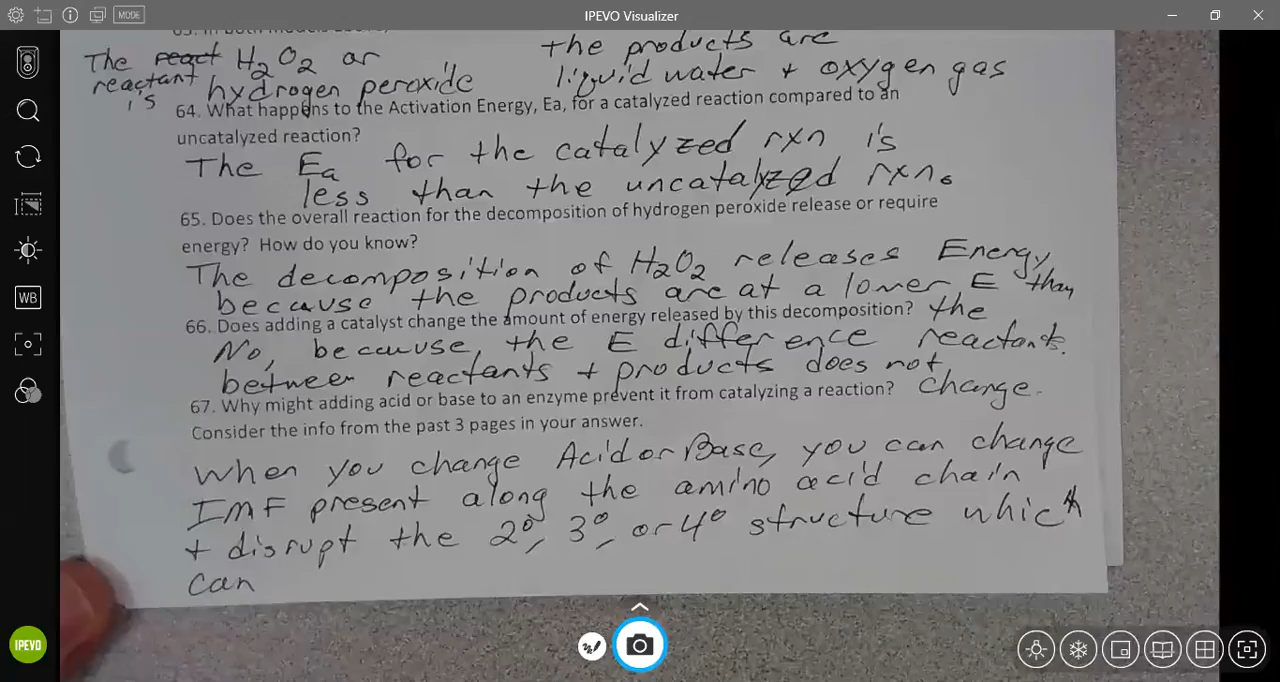 MODE
IPEVO Visualizer
The react H2O2 or
reactant hydrogen peroxide
is
the products are
liquid water + oxygen gas
64. What happens to the Activation Energy, Ea, for a catalyzed reaction compared to an
uncatalyzed reaction?
The Ea for the catalyzed rxn is
less than the uncatalyzed rxn.
65. Does the overall reaction for the decomposition of hydrogen peroxide release or require
energy? How do you know?
The decomposition of H2O2 releases Energy
because the products are at a lower E than
the
reactants.
66. Does adding a catalyst change the amount of energy released by this decomposition?
No, because the E difference
between reactants + products does not
change.
67. Why might adding acid or base to an enzyme prevent it from catalyzing a reaction?
Consider the info from the past 3 pages in your answer.
When you change Acid or Base, you can change
IMF present along the amino acid chain
+ disrupt the 2°, 3°, or 4° structure which
can
WB
IPEVO